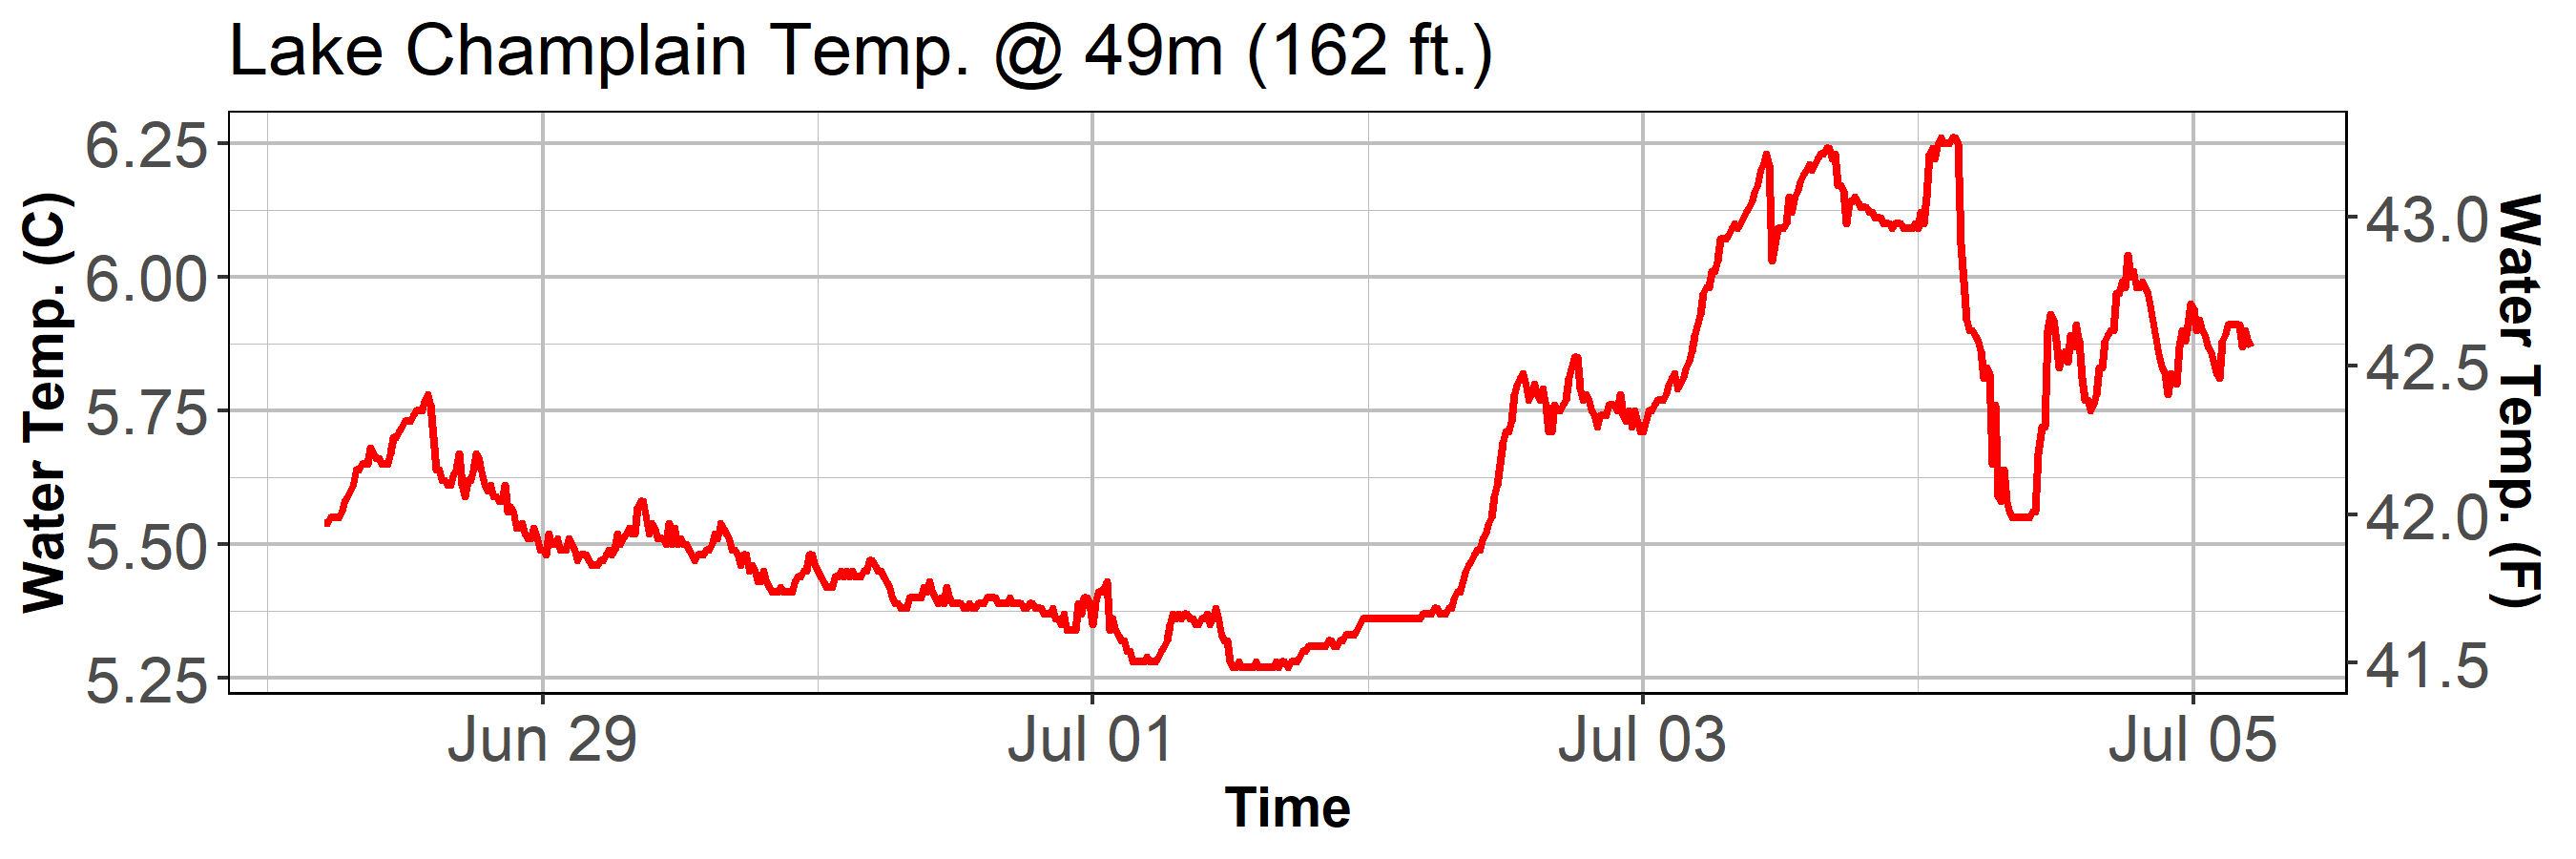 Lake Champlain Temp. @ 49m (162 ft.)
Water Temp. (C)
6.25
6.00
5.75
5.50
5.25
43.0
42.5
42.0
41.5
Water Temp. (F)
Jun 29
Jul 01
Jul 03
Jul 05
Time